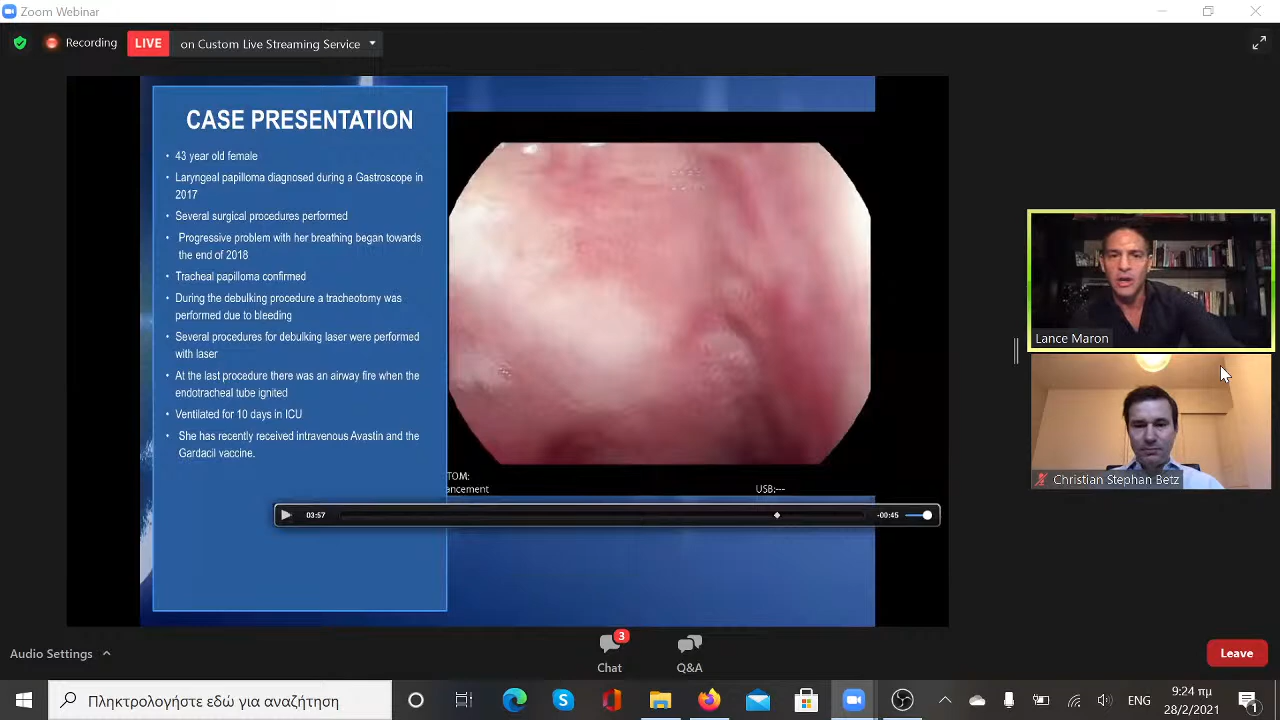 Zoom Webinar
Recording
LIVE
on Custom Live Streaming Service
CASE PRESENTATION
• 43 year old female
• Laryngeal papilloma diagnosed during a Gastroscope in
2017
• Several surgical procedures performed
• Progressive problem with her breathing began towards
the end of 2018
• Tracheal papilloma confirmed
• During the debulking procedure a tracheotomy was
performed due to bleeding
• Several procedures for debulking laser were performed
with laser
• At the last procedure there was an airway fire when the
endotracheal tube ignited
• Ventilated for 10 days in ICU
• She has recently received intravenous Avastin and the
Gardacil vaccine.
TOM:
ancement
USB:---
03:57
-00:45
Lance Maron
Christian Stephan Betz
Audio Settings
3
Chat
Q&A
Leave
Πληκτρολογήστε εδώ για αναζήτηση
ENG
9:24 πμ
28/2/2021
1